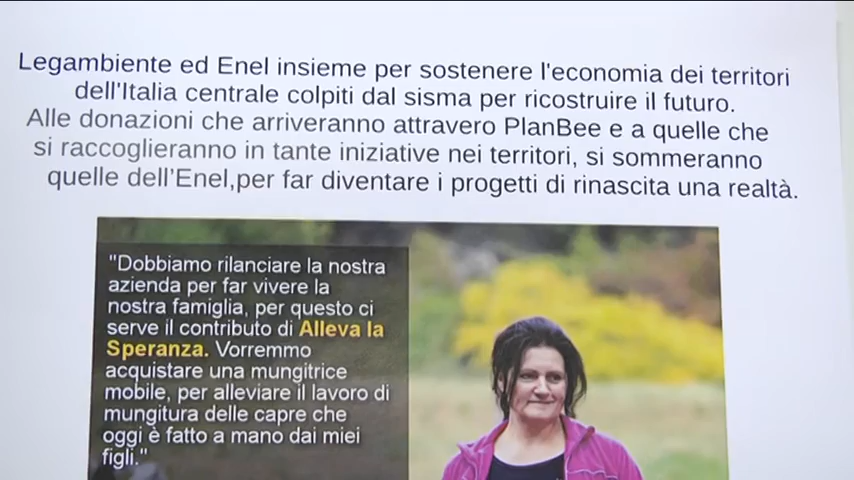 Legambiente ed Enel insieme per sostenere l'economia dei territori
dell'Italia centrale colpiti dal sisma per ricostruire il futuro.
Alle donazioni che arriveranno attravero PlanBee e a quelle che
si raccoglieranno in tante iniziative nei territori, si sommeranno
quelle dell'Enel,per far diventare i progetti di rinascita una realtà.
"Dobbiamo rilanciare la nostra
azienda per far vivere la
nostra famiglia, per questo ci
serve il contributo di Alleva la
Speranza. Vorremmo
acquistare una mungitrice
mobile, per alleviare il lavoro di
mungitura delle capre che
oggi è fatto a mano dai miei
figli."